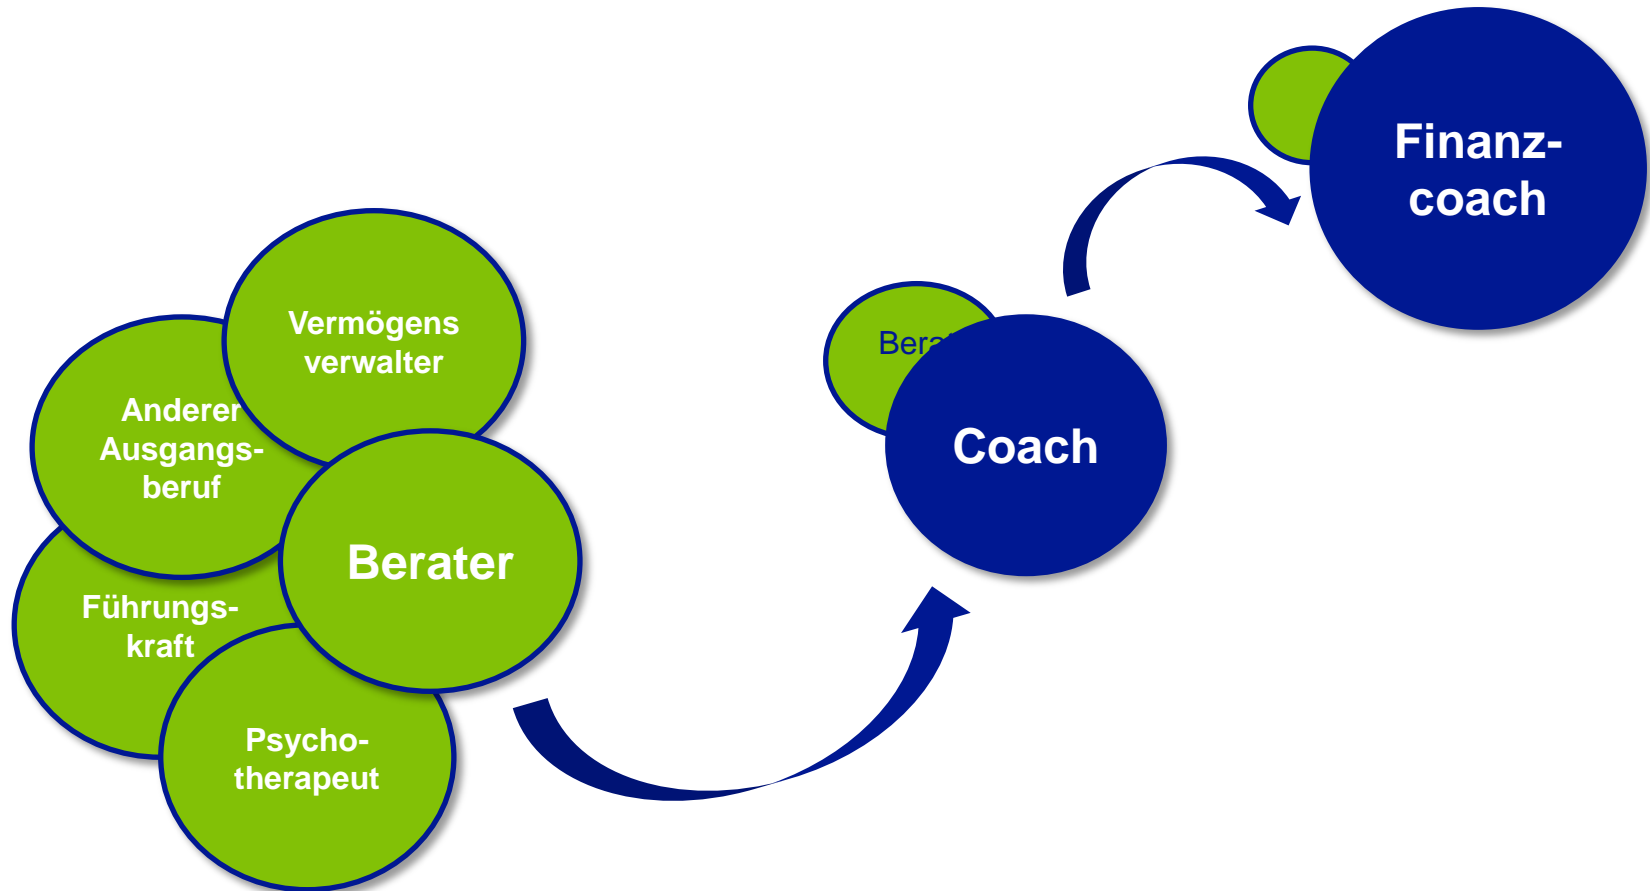 Finanz-
coach
Vermögens
verwalter
Anderer
Ausgangs-
beruf
Berater
Führungs-
kraft
Psycho-
therapeut
Coach